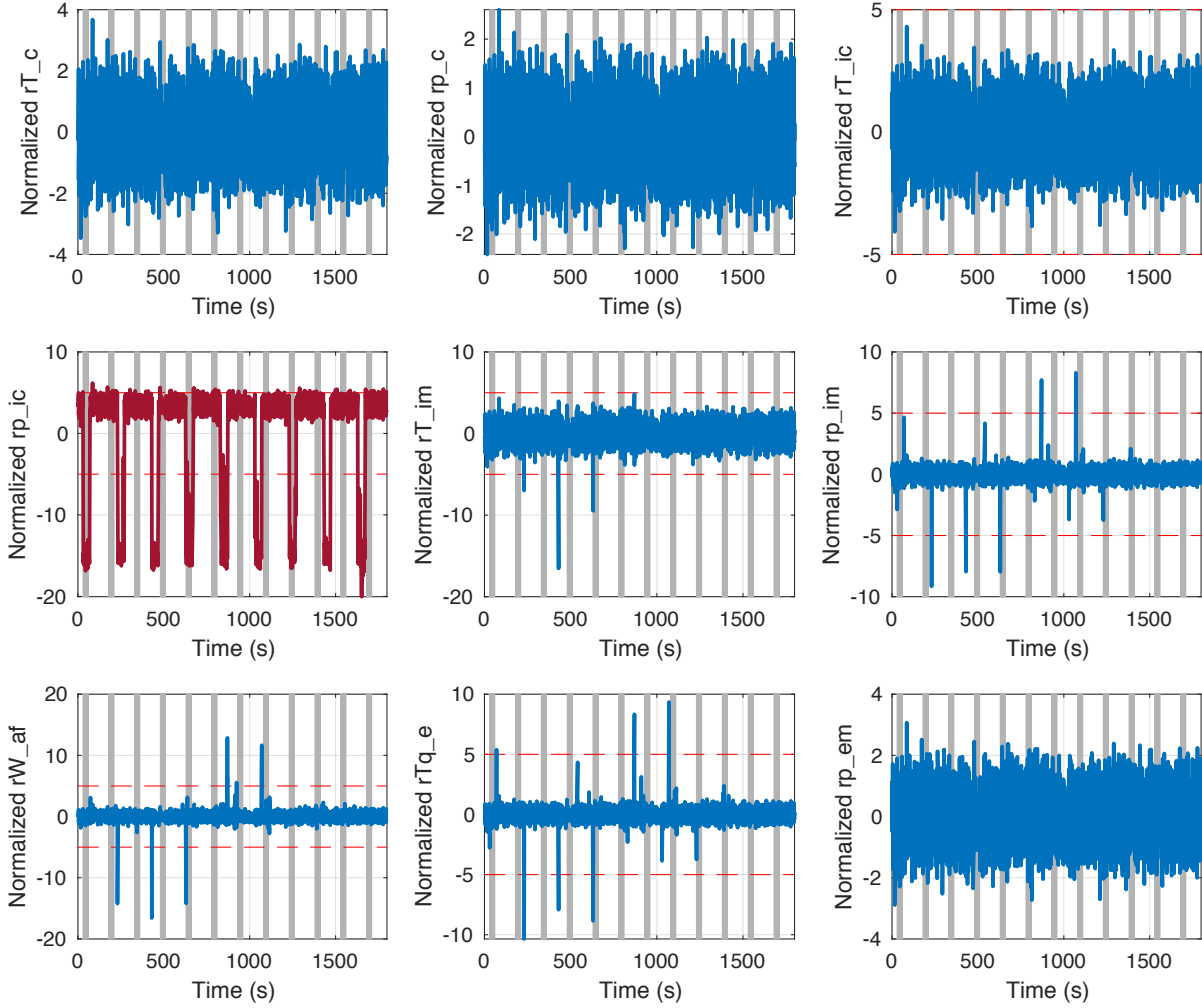 4
2
0
-2
-4
Normalized rT_c
0 500 1000 1500
Time (s)
2
1
0
-1
-2
Normalized rp_c
0 500 1000 1500
Time (s)
5
0
-5
Normalized rT_ic
0 500 1000 1500
Time (s)
10
0
-10
-20
Normalized rp_ic
0 500 1000 1500
Time (s)
10
0
-10
-20
Normalized rT_im
0 500 1000 1500
Time (s)
10
5
0
-5
-10
Normalized rp_im
0 500 1000 1500
Time (s)
20
10
0
-10
-20
Normalized rW_af
0 500 1000 1500
Time (s)
10
5
0
-5
-10
Normalized rTq_e
0 500 1000 1500
Time (s)
4
2
0
-2
-4
Normalized rp_em
0 500 1000 1500
Time (s)